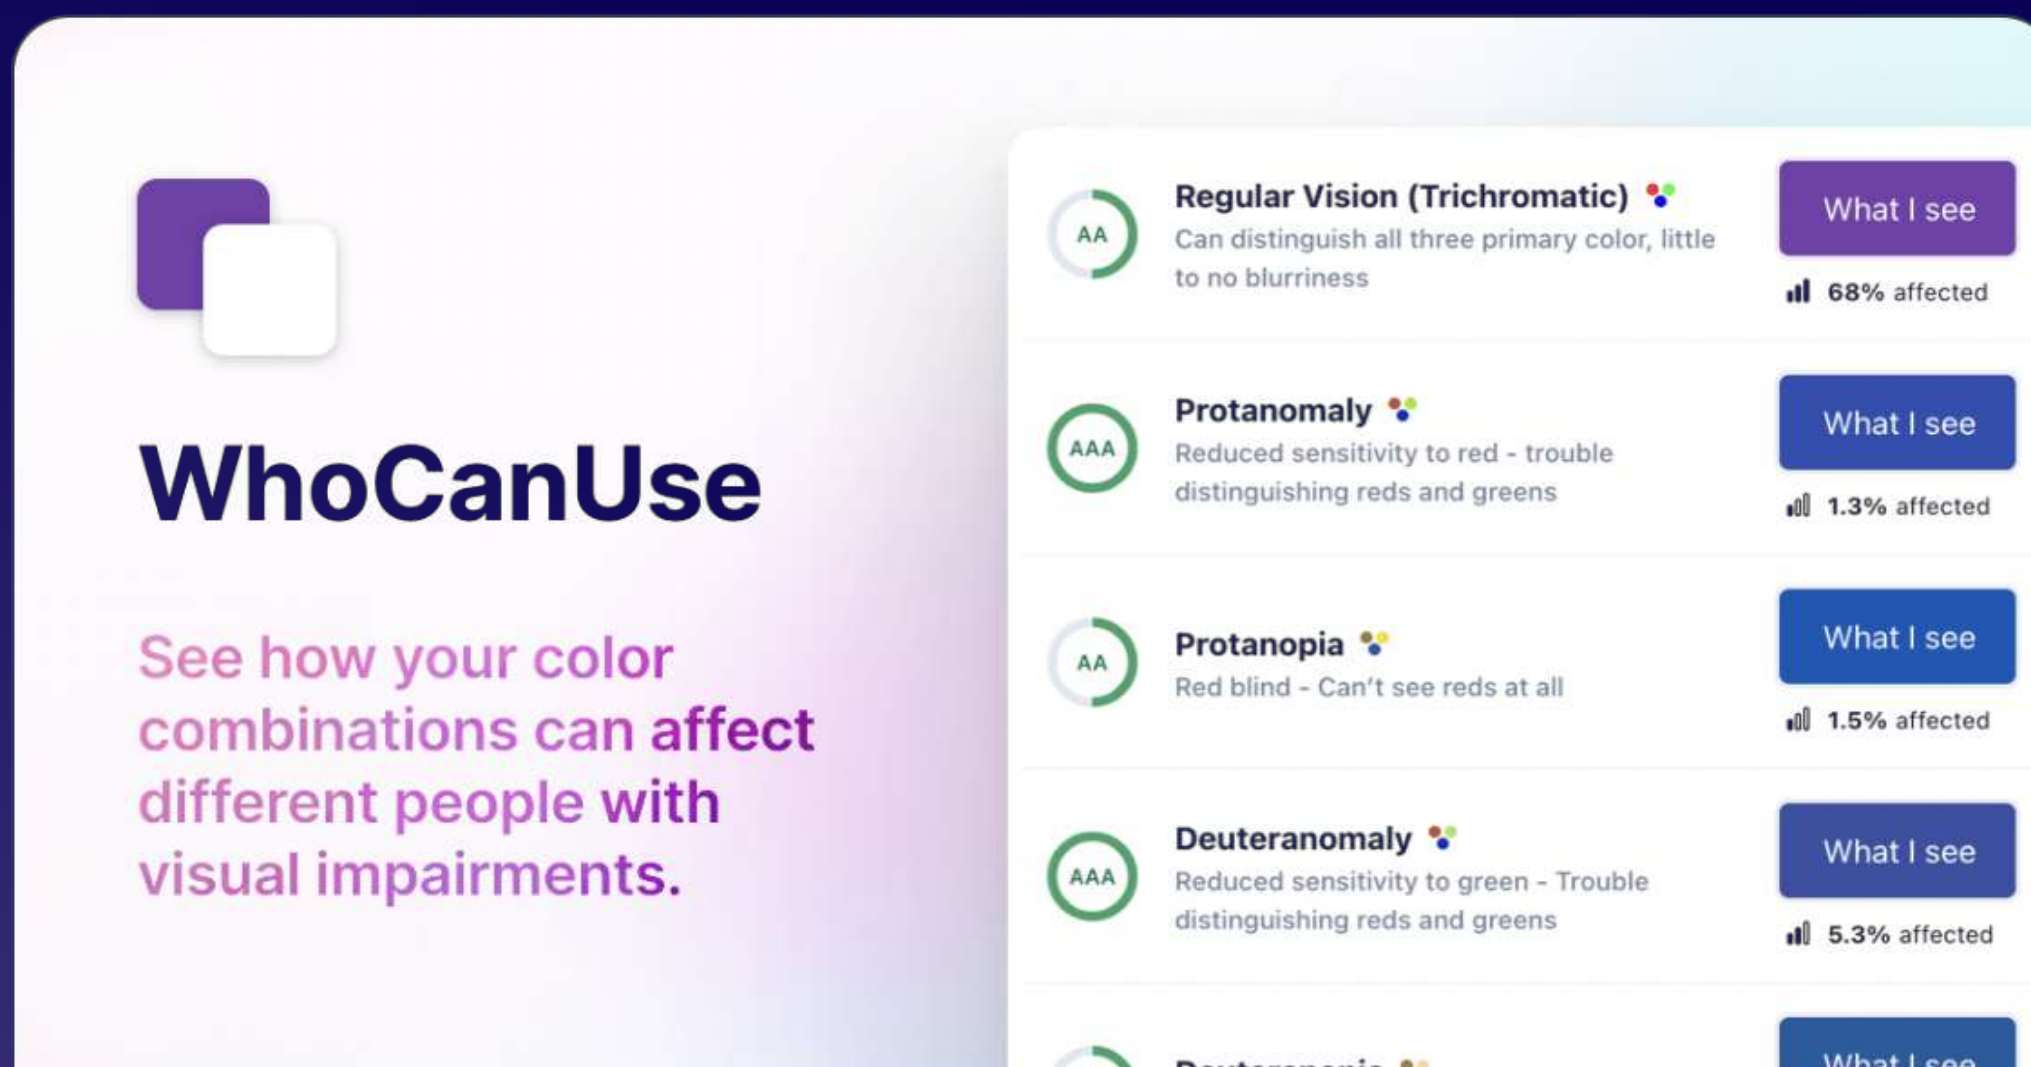 WhoCanUse
See how your color
combinations can affect
different people with
visual impairments.
AA
Regular Vision (Trichromatic)
Can distinguish all three primary color, little
to no blurriness
What I see
68% affected
AAA
Protanomaly
Reduced sensitivity to red - trouble
distinguishing reds and greens
What I see
1.3% affected
AA
Protanopia
Red blind - Can't see reds at all
What I see
1.5% affected
AAA
Deuteranomaly
Reduced sensitivity to green - Trouble
distinguishing reds and greens
What I see
5.3% affected
Deuteranopia
What I see